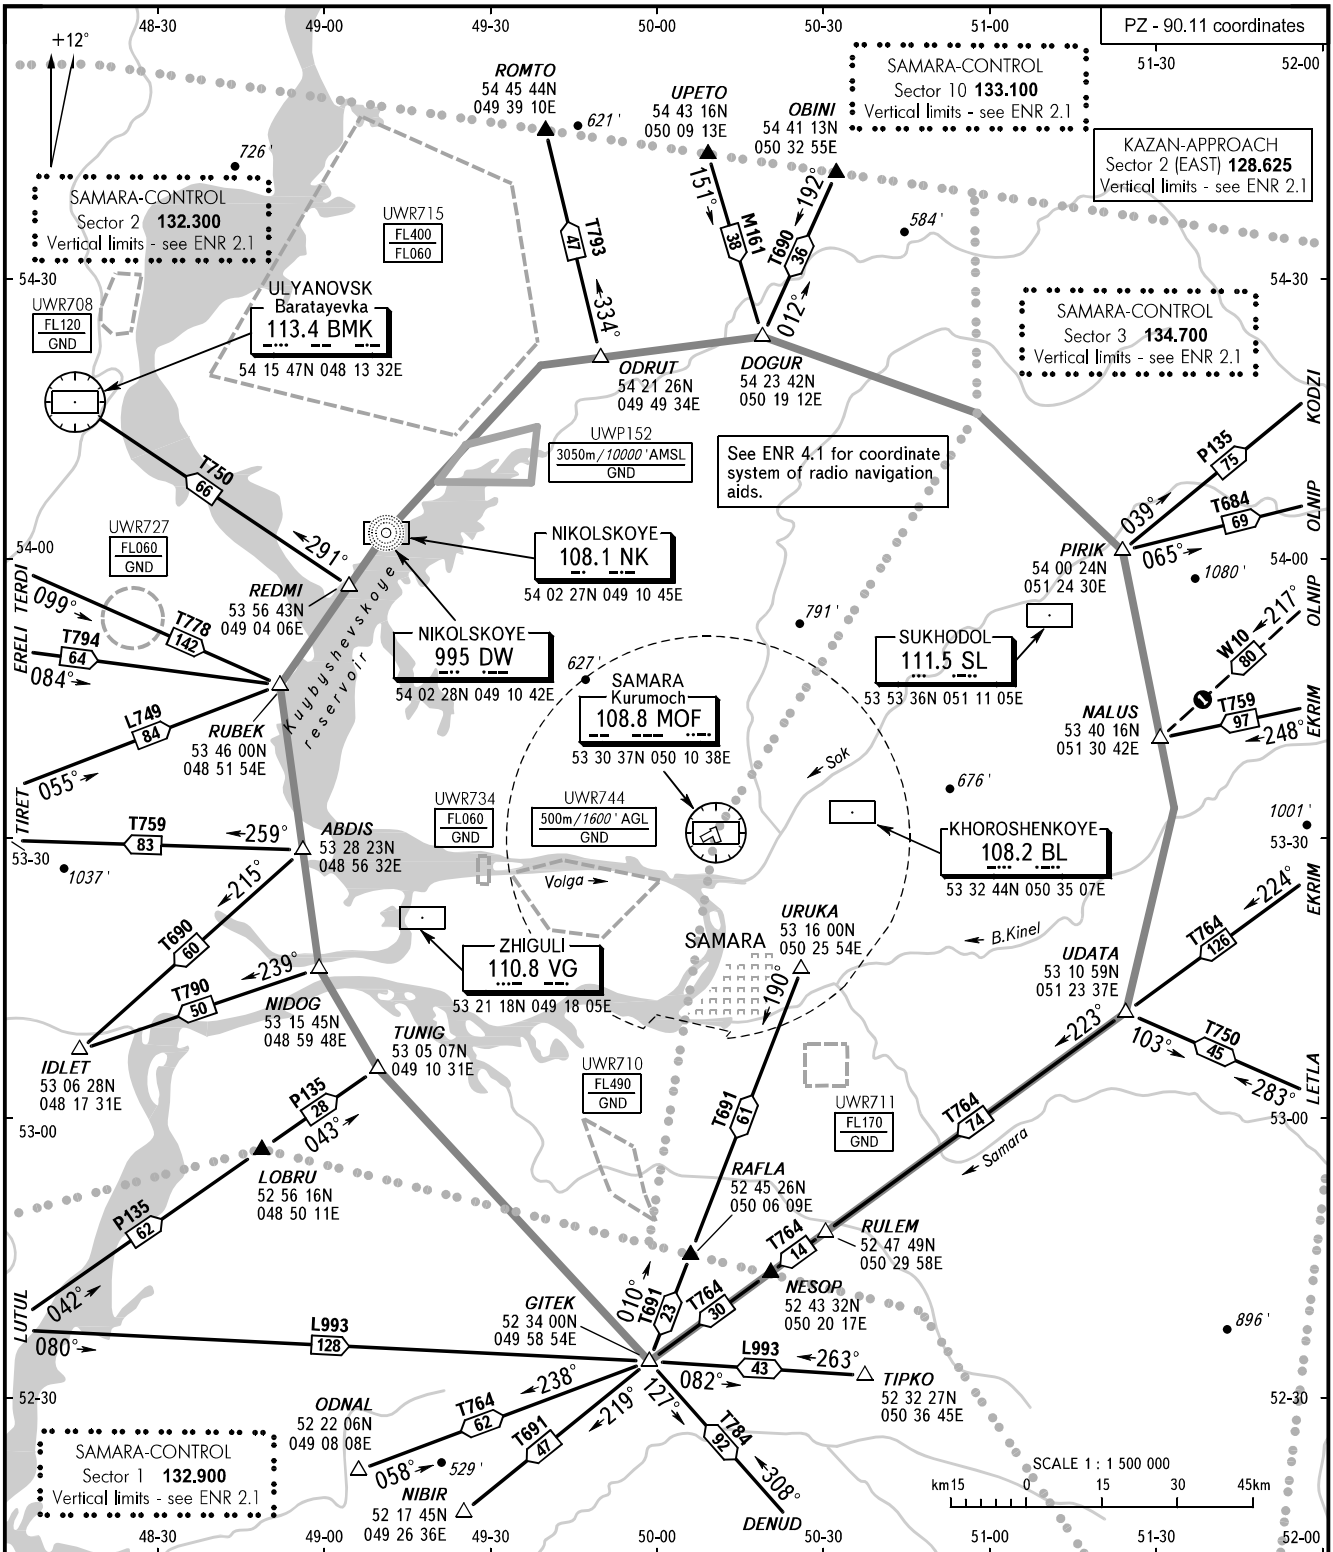 48-30
49-00
49-30
50-00
50-30
51-00
PZ - 90.11 coordinates
51-30
52-00
+12°
ROMTO
54 45 44N
049 39 10E
621'
UPETO
54 43 16N
050 09 13E
OBINI
54 41 13N
050 32 55E
SAMARA-CONTROL
Sector 10 133.100
Vertical limits - see ENR 2.1
KAZAN-APPROACH
Sector 2 (EAST) 128.625
Vertical limits - see ENR 2.1
726'
SAMARA-CONTROL
Sector 2 132.300
Vertical limits - see ENR 2.1
UWR715
FL400
FL060
T793
47
334°
151°
M161
38
192°
T690
36
012°
584'
54-30
54-30
UWR708
FL120
GND
ULYANOVSK
Baratayevka
113.4 BMK
54 15 47N 048 13 32E
SAMARA-CONTROL
Sector 3 134.700
Vertical limits - see ENR 2.1
ODRUT
54 21 26N
049 49 34E
DOGUR
54 23 42N
050 19 12E
KODZI
P135
75
039°
UWP152
3050m/10000'AMSL
GND
See ENR 4.1 for coordinate
system of radio navigation
aids.
T750
66
291°
OLNIP
T684
69
065°
UWR727
FL060
GND
NIKOLSKOYE
108.1 NK
54 02 27N 049 10 45E
PIRIK
54 00 24N
051 24 30E
1080'
54-00
54-00
TERDI
099°
T778
142
REDMI
53 56 43N
049 04 06E
ERELI
T794
64
084°
Kuybyshevskoye
reservoir
NIKOLSKOYE
995 DW
54 02 28N 049 10 42E
791'
627'
SUKHODOL
111.5 SL
53 53 36N 051 11 05E
OLNIP
217°
W10
80
SAMARA
Kurumoch
108.8 MOF
53 30 37N 050 10 38E
NALUS
53 40 16N
051 30 42E
T759
97
248°
EKRIM
L749
84
055°
TIRET
RUBEK
53 46 00N
048 51 54E
Sok
676'
UWR734
FL060
GND
UWR744
500m/1600' AGL
GND
1001'
T759
83
259°
ABDIS
53 28 23N
048 56 32E
KHOROSHENKOYE
108.2 BL
53 32 44N 050 35 07E
53-30
53-30
1037'
215°
Volga
224°
EKRIM
T690
60
ZHIGULI
110.8 VG
53 21 18N 049 18 05E
SAMARA
URUKA
53 16 00N
050 25 54E
B.Kinel
T764
126
UDATA
53 10 59N
051 23 37E
239°
T790
50
NIDOG
53 15 45N
048 59 48E
190°
223°
103°
T750
45
283°
LETLA
IDLET
53 06 28N
048 17 31E
TUNIG
53 05 07N
049 10 31E
UWR710
FL490
GND
UWR711
FL170
GND
T691
61
T764
74
Samara
P135
28
043°
53-00
53-00
LOBRU
52 56 16N
048 50 11E
RAFLA
52 45 26N
050 06 09E
P135
62
042°
LUTUL
T764
14
RULEM
52 47 49N
050 29 58E
NESOP
52 43 32N
050 20 17E
010°
T691
23
T764
30
GITEK
52 34 00N
049 58 54E
896'
080°
L993
128
L993
43
263°
082°
TIPKO
52 32 27N
050 36 45E
52-30
52-30
ODNAL
52 22 06N
049 08 08E
T764
62
238°
219°
127°
T691
47
T784
92
058°
529'
308°
DENUD
NIBIR
52 17 45N
049 26 36E
SAMARA-CONTROL
Sector 1 132.900
Vertical limits - see ENR 2.1
SCALE 1 : 1 500 000
km15 0 15 30 45km
48-30
49-00
49-30
50-00
50-30
51-00
51-30
52-00